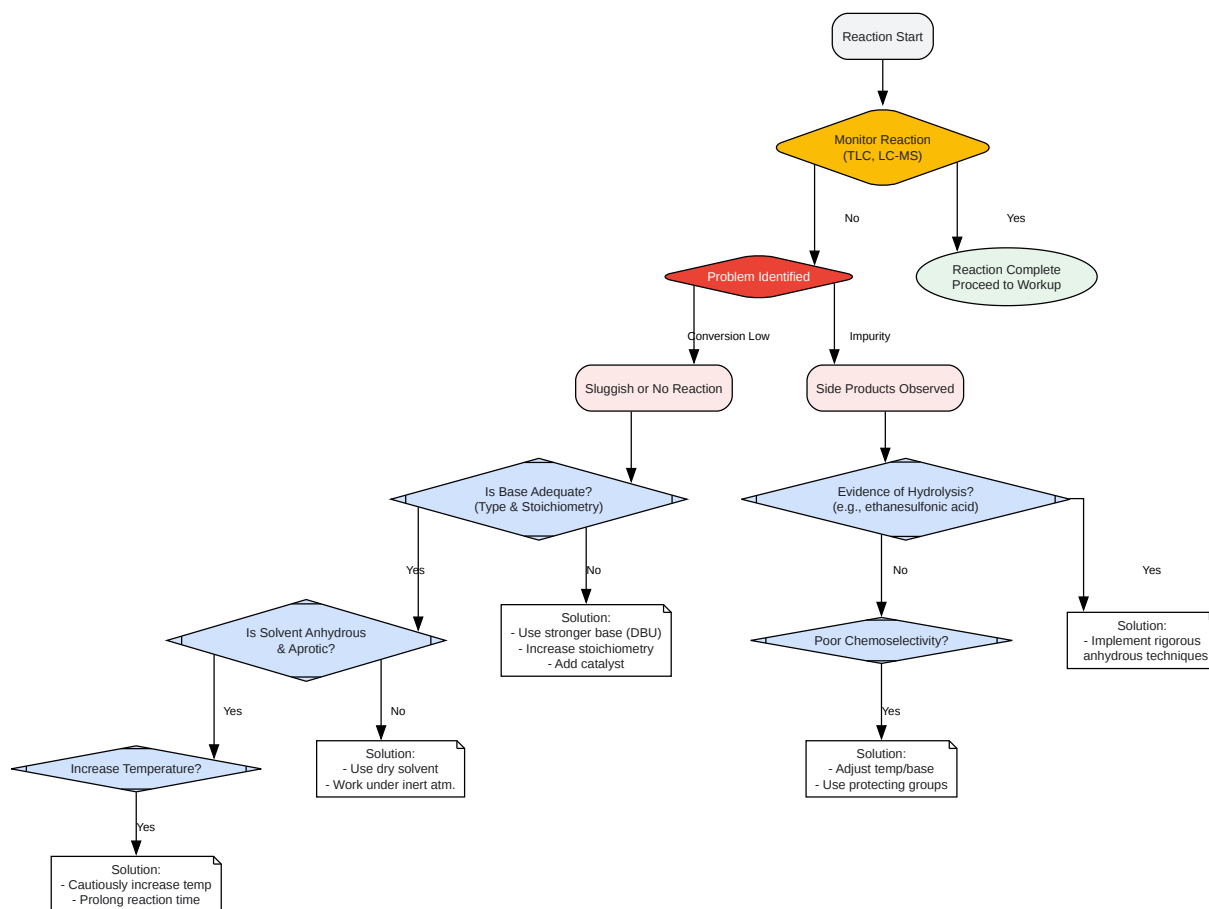 Reaction Start
Monitor Reaction
(TLC, LC-MS)
No
Yes
Problem Identified
Reaction Complete
Proceed to Workup
Conversion Low
Impurity
Sluggish or No Reaction
Side Products Observed
Is Base Adequate?
(Type & Stoichiometry)
Evidence of Hydrolysis?
(e.g., ethanesulfonic acid)
Yes
No
No
Yes
Is Solvent Anhydrous
& Aprotic?
Solution:
- Use stronger base (DBU)
- Increase stoichiometry
- Add catalyst
Poor Chemoselectivity?
Solution:
- Implement rigorous
anhydrous techniques
Yes
No
Yes
Increase Temperature?
Solution:
- Use dry solvent
- Work under inert atm.
Solution:
- Adjust temp/base
- Use protecting groups
Yes
Solution:
- Cautiously increase temp
- Prolong reaction time